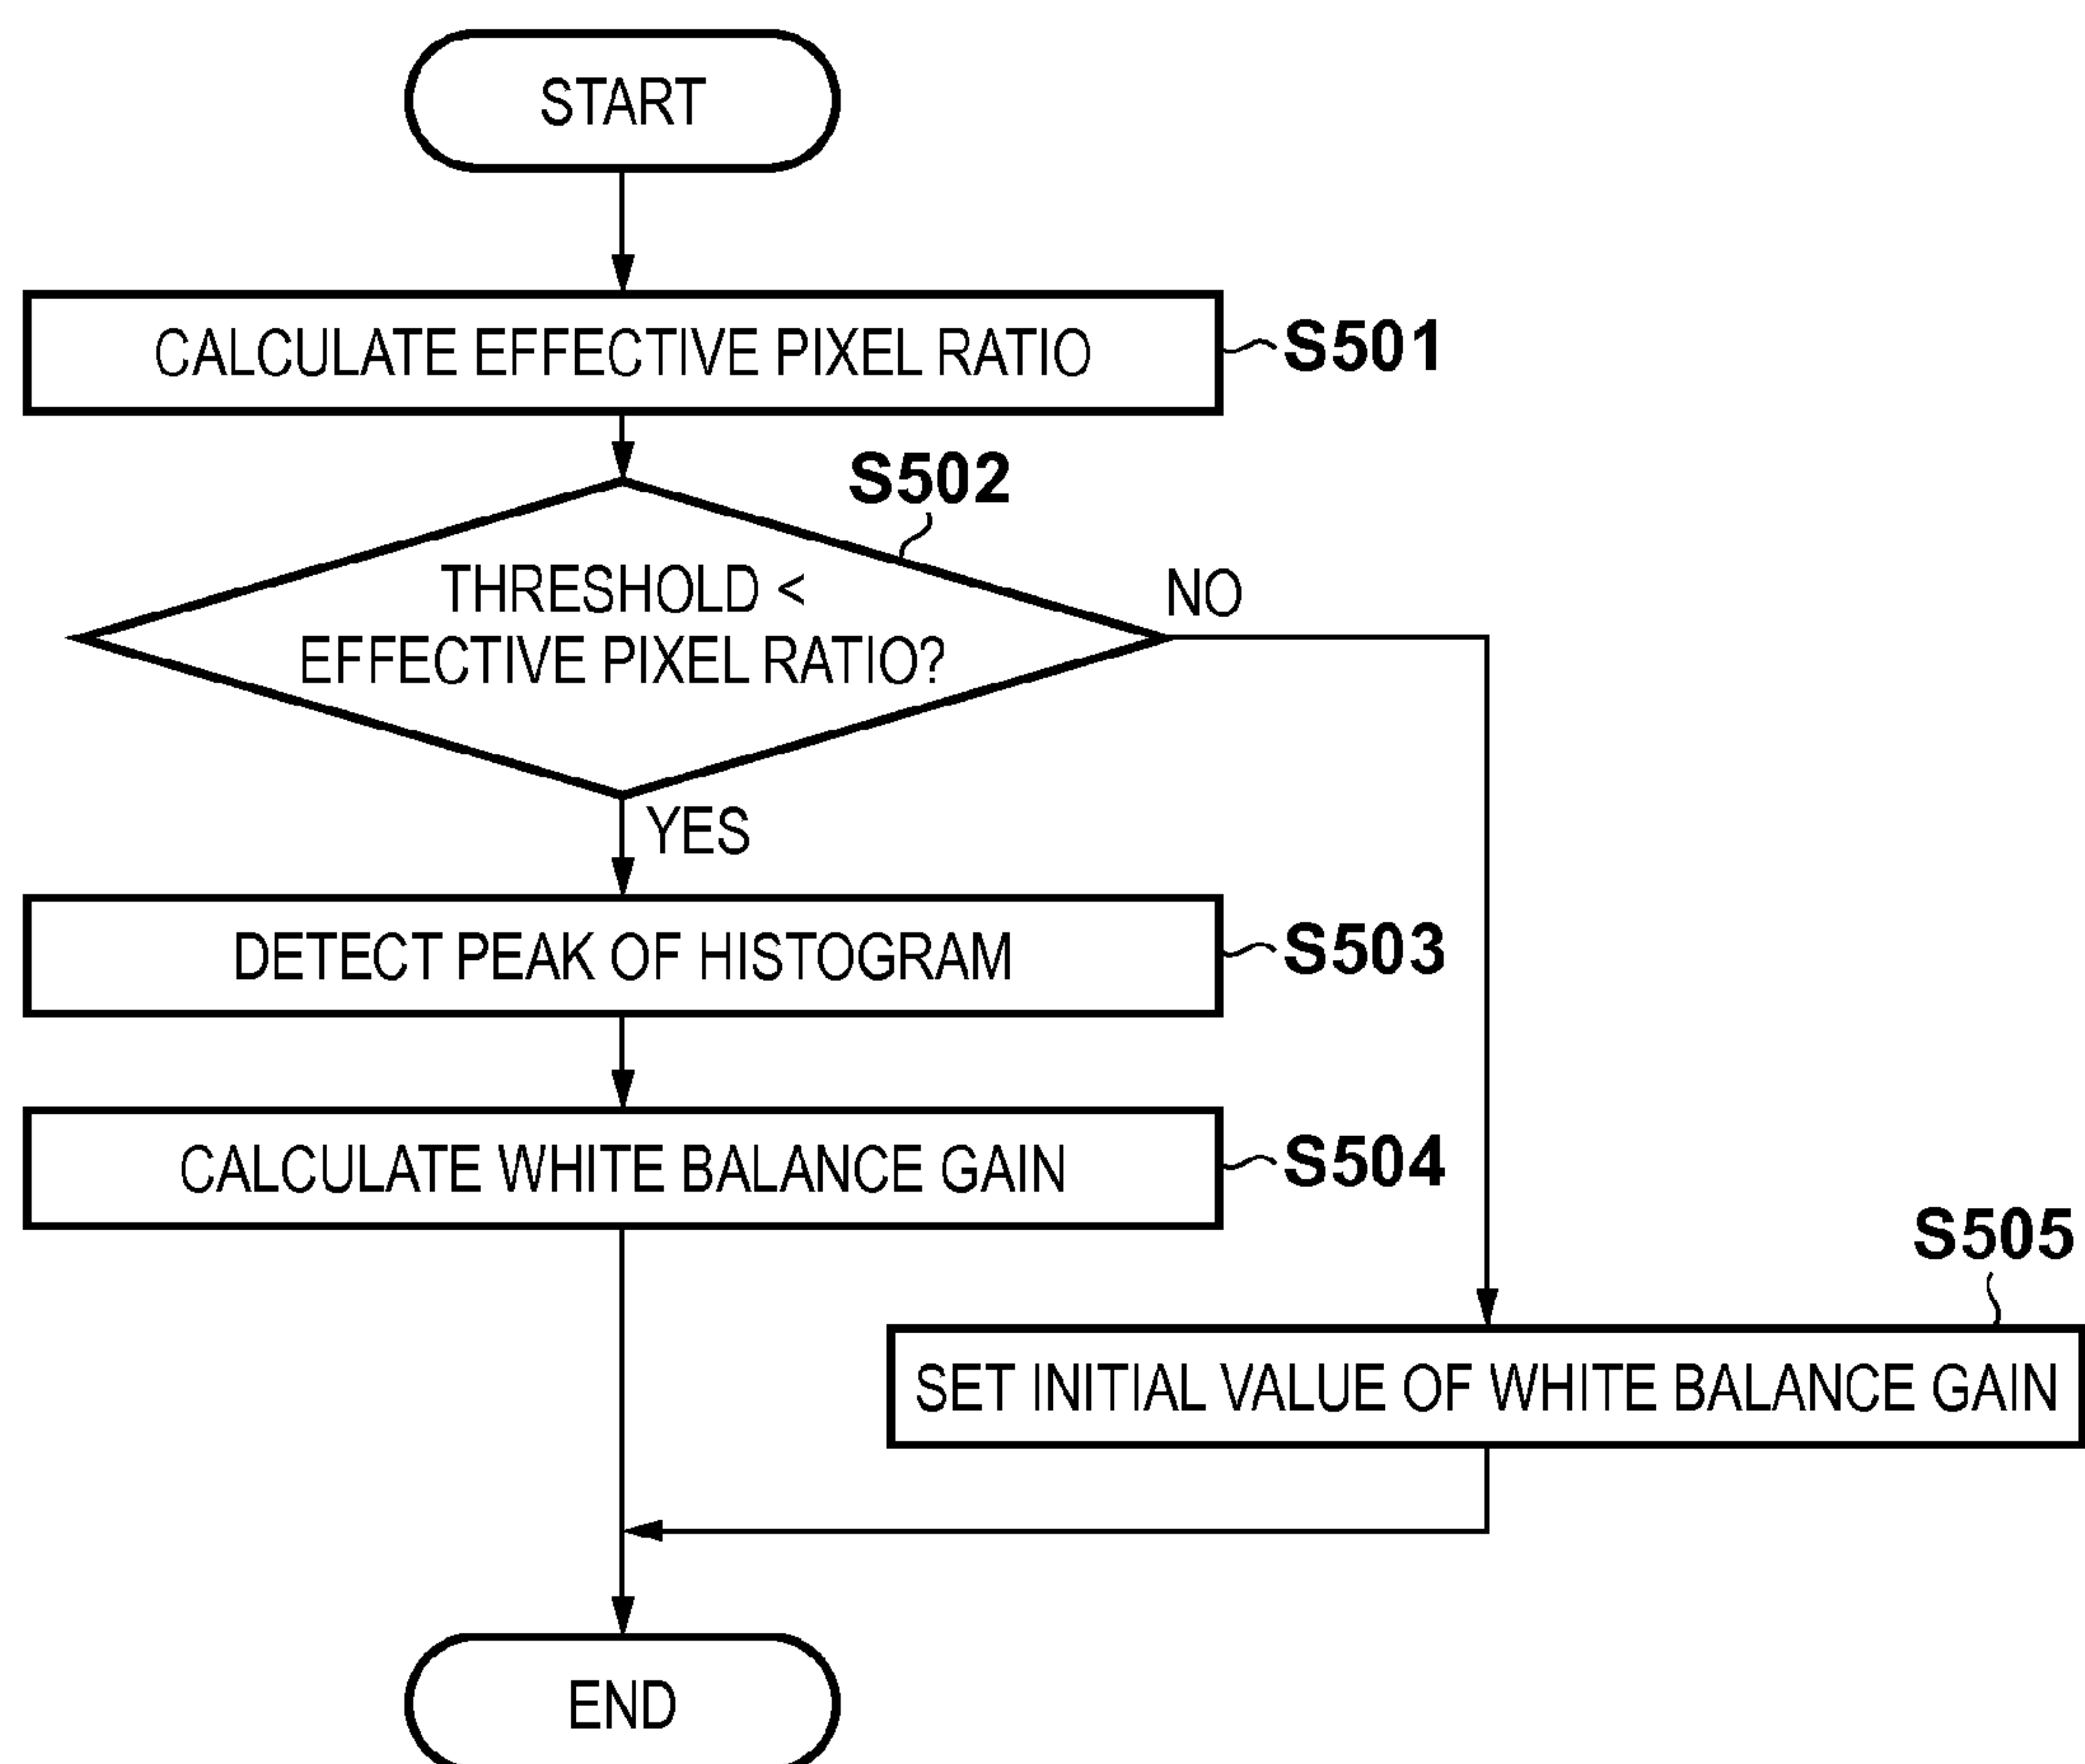 START
CALCULATE EFFECTIVE PIXEL RATIO
S501
S502
THRESHOLD <
EFFECTIVE PIXEL RATIO?
NO
YES
DETECT PEAK OF HISTOGRAM
S503
CALCULATE WHITE BALANCE GAIN
S504
S505
SET INITIAL VALUE OF WHITE BALANCE GAIN
END